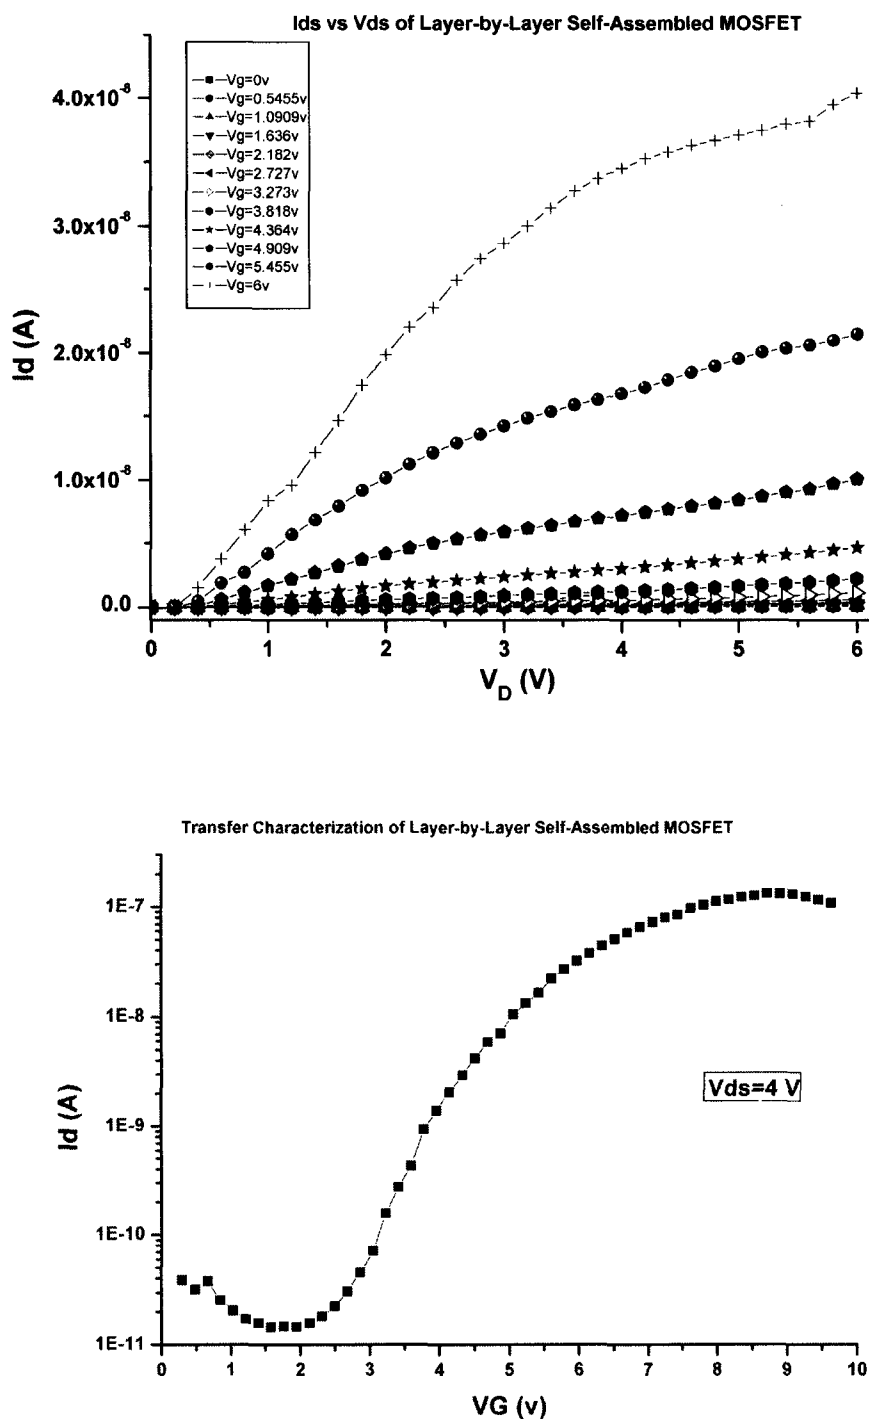 Ids vs Vds of Layer-by-Layer Self-Assembled MOSFET
Vg=0v
Vg=0.5455v
Vg=1.0909v
Vg=1.636v
Vg=2.182v
Vg=2.727v
Vg=3.273v
Vg=3.818v
Vg=4.364v
Vg=4.909v
Vg=5.455v
Vg=6v
4.0x10⁻⁸
3.0x10⁻⁸
2.0x10⁻⁸
1.0x10⁻⁸
0.0
Id (A)
0 1 2 3 4 5 6
V_D (V)
Transfer Characterization of Layer-by-Layer Self-Assembled MOSFET
1E-7
1E-8
1E-9
1E-10
1E-11
Id (A)
Vds=4 V
0 1 2 3 4 5 6 7 8 9 10
VG (v)